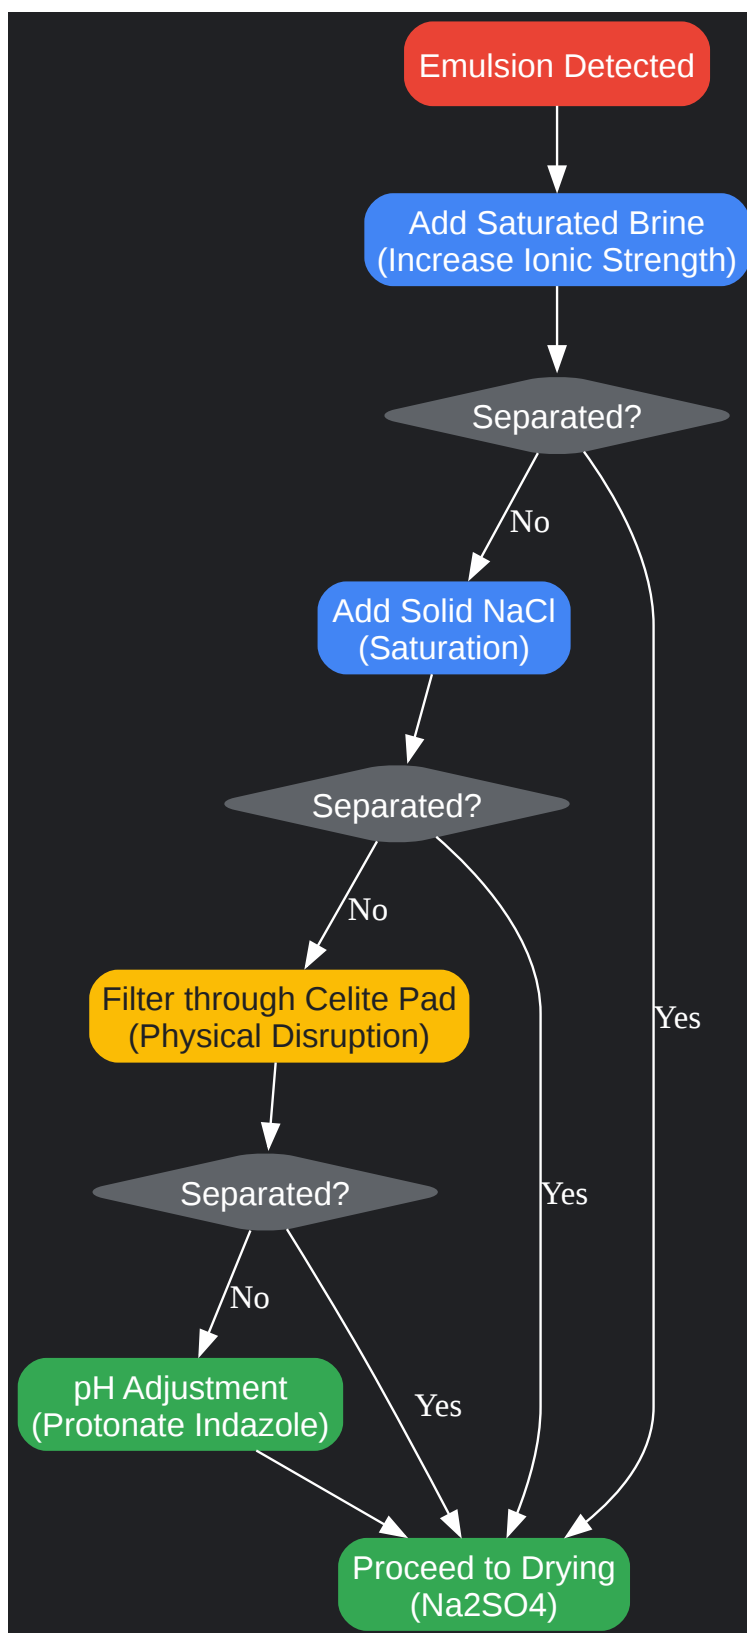 Emulsion Detected
Add Saturated Brine
(Increase Ionic Strength)
Separated?
No
Add Solid NaCl
(Saturation)
Separated?
No
Filter through Celite Pad
(Physical Disruption)
Yes
Separated?
Yes
No
pH Adjustment
(Protonate Indazole)
Yes
Proceed to Drying
(Na2SO4)